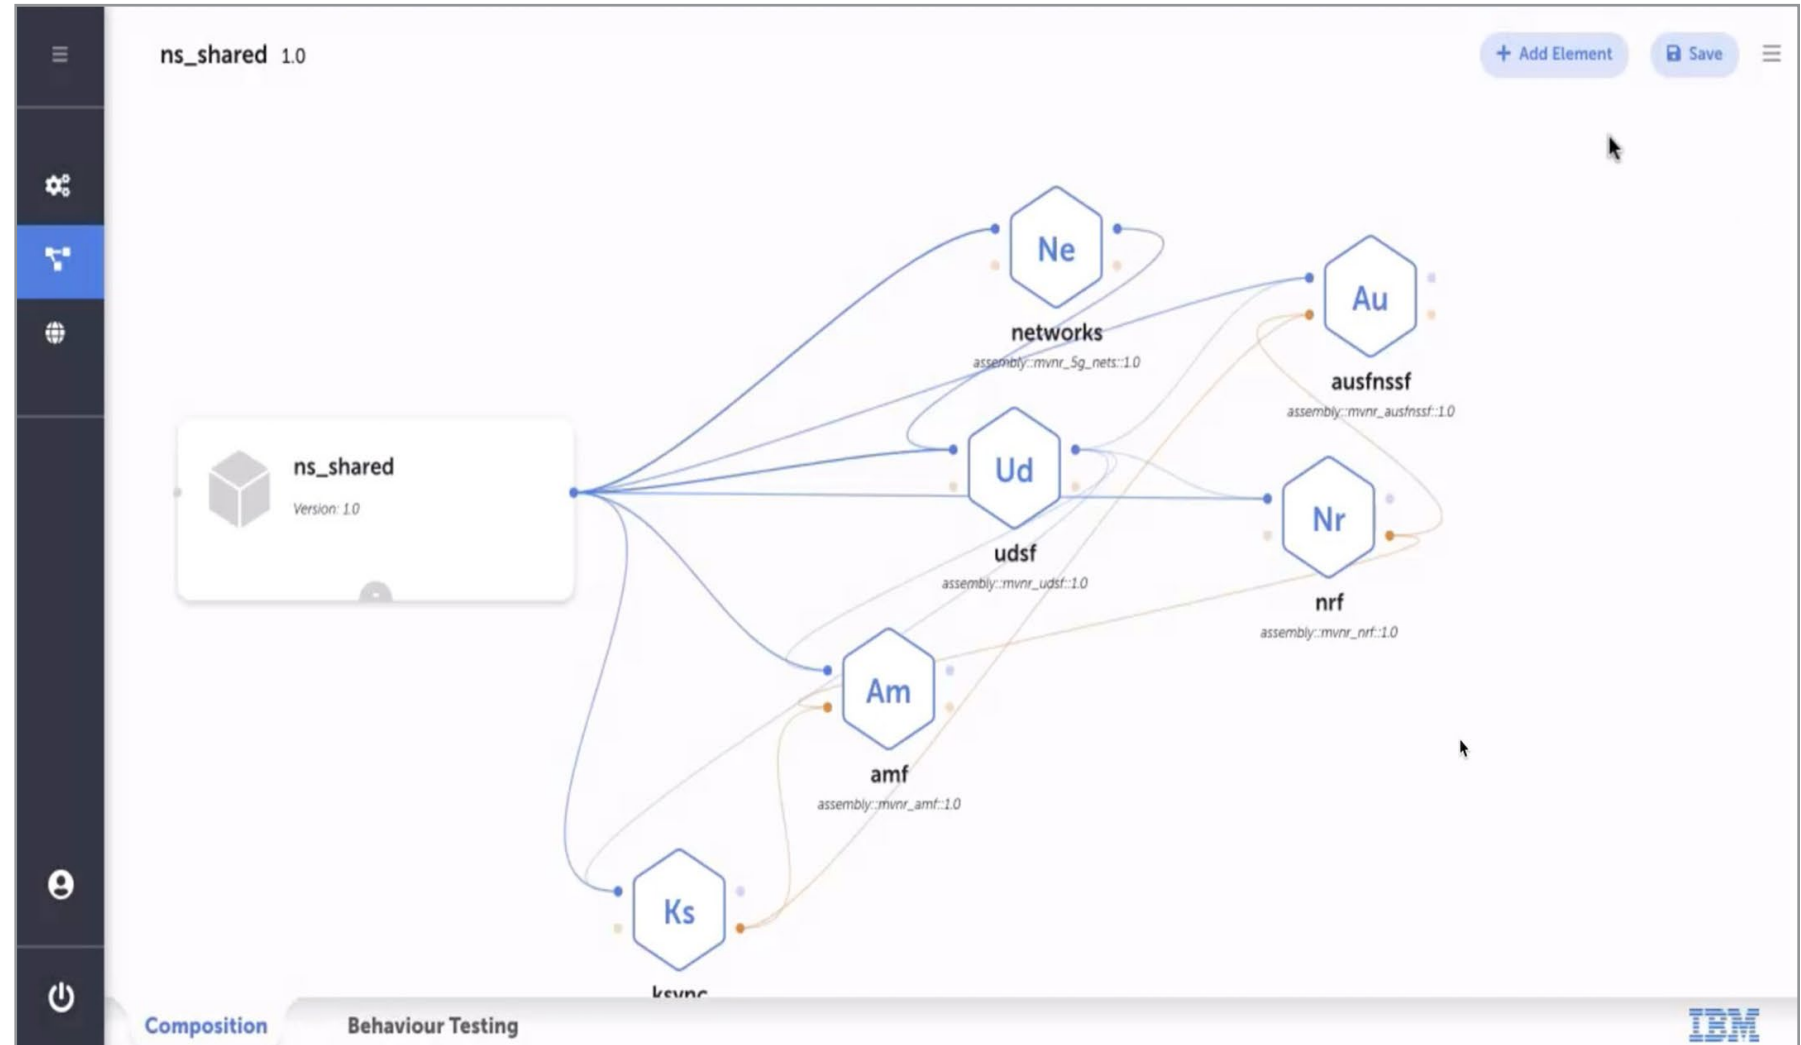 ns_shared 1.0
+ Add Element
Save
Ne
networks
assembly::mvnr_5g_nets::1.0
Au
ausfnssf
assembly::mvnr_ausfnssf::1.0
ns_shared
Version: 1.0
Ud
udsf
assembly::mvnr_udsf::1.0
Nr
nrf
assembly::mvnr_nrf::1.0
Am
amf
assembly::mvnr_amf::1.0
Ks
ksync
Composition
Behaviour Testing
IBM